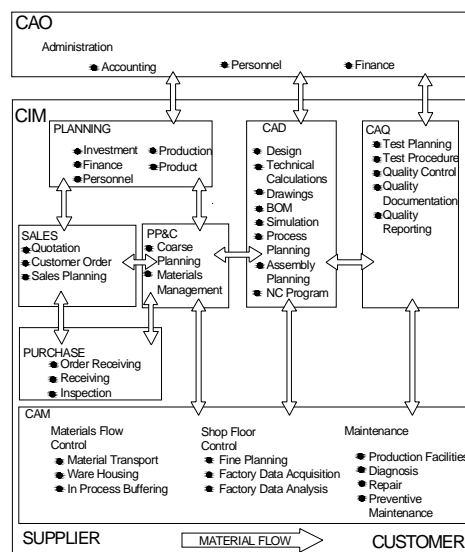 CAO
Administration
Accounting
Personnel
Finance
CIM
PLANNING
Investment
Finance
Personnel
Production
Product
CAD
Design
Technical
Calculations
Drawings
BOM
Simulation
Process
Planning
Assembly
Planning
NC Program
CAQ
Test Planning
Test Procedure
Quality Control
Quality
Documentation
Quality
Reporting
SALES
Quotation
Customer Order
Sales Planning
PP&C
Coarse
Planning
Materials
Management
PURCHASE
Order Receiving
Receiving
Inspection
CAM
Materials Flow
Control
Material Transport
Ware Housing
In Process Buffering
Shop Floor
Control
Fine Planning
Factory Data Acquisition
Factory Data Analysis
Maintenance
Production Facilities
Diagnosis
Repair
Preventive
Maintenance
SUPPLIER
MATERIAL FLOW
CUSTOMER